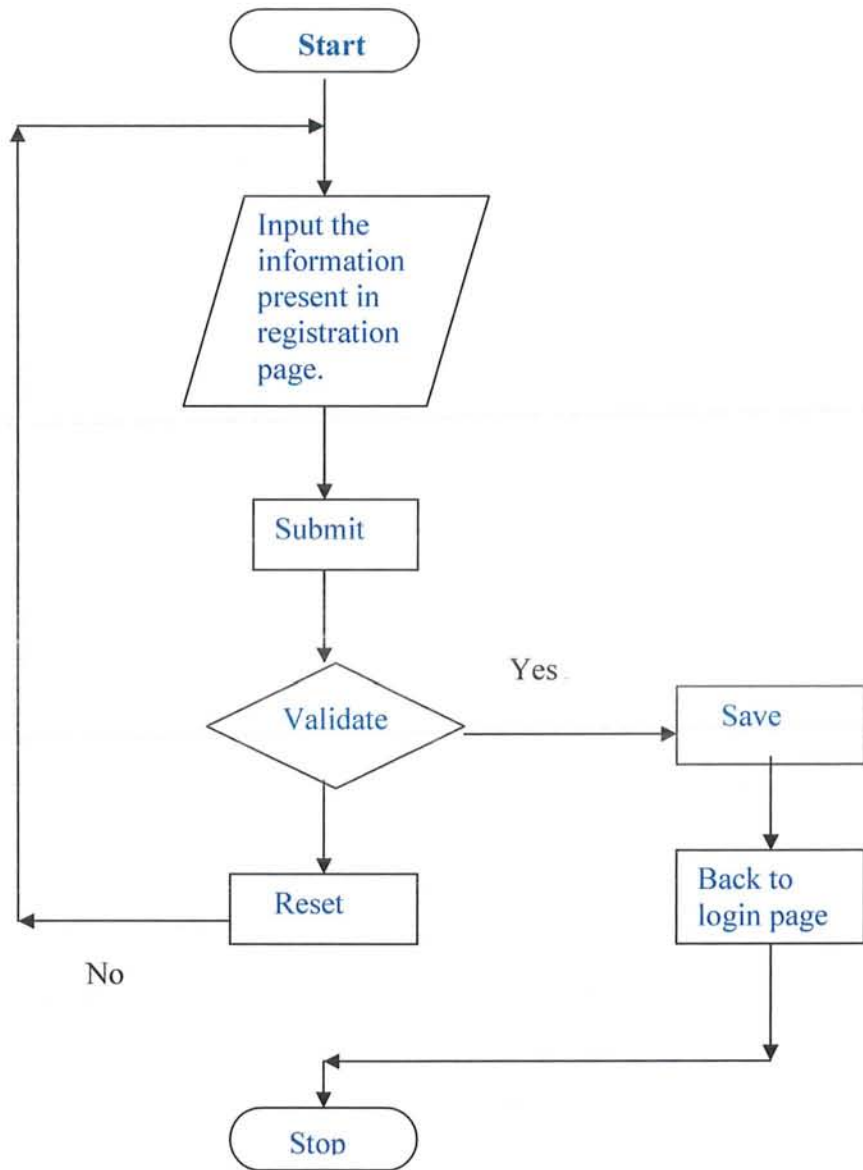 Start
Input the
information
present in
registration
page.
Submit
Validate
Yes
Save
Reset
Back to
login page
No
Stop